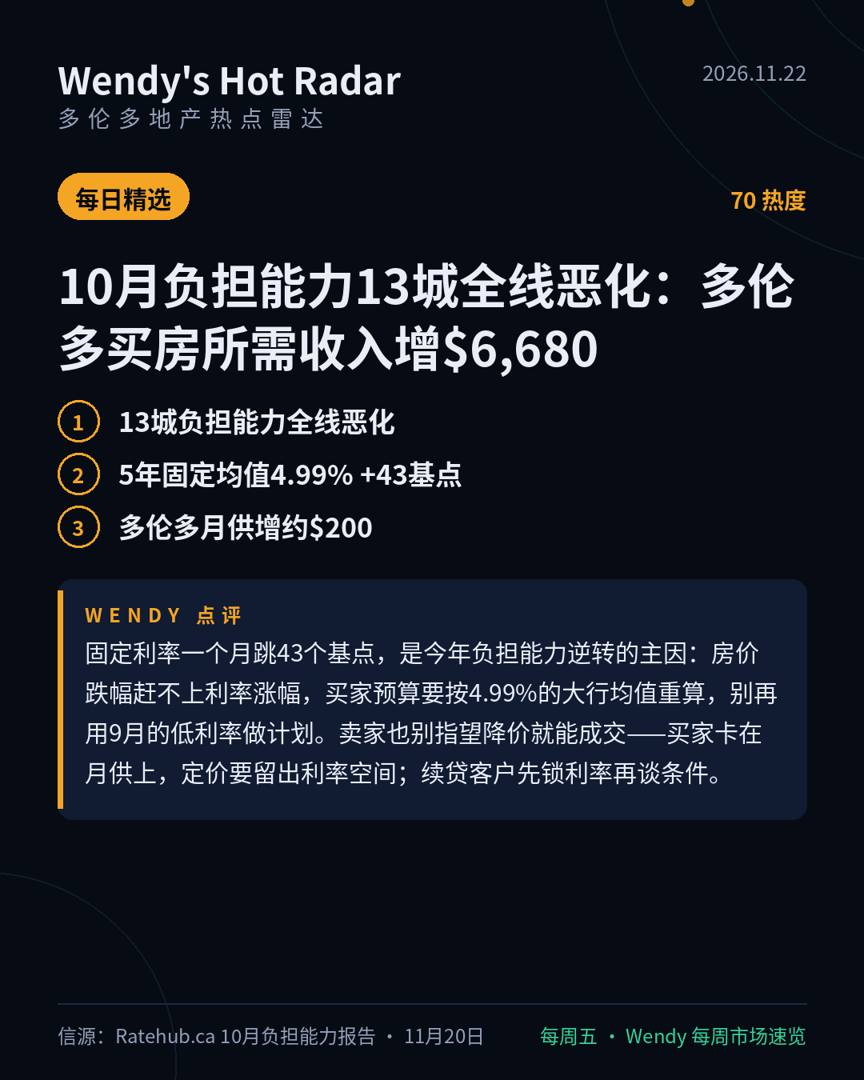 Wendy's Hot Radar
2026.11.22
多伦多地产热点雷达
每日精选
70 热度
10月负担能力13城全线恶化：多伦
多买房所需收入增$6,680
1 13城负担能力全线恶化
2 5年固定均值4.99% +43基点
3 多伦多月供增约$200
WENDY 点评
固定利率一个月跳43个基点，是今年负担能力逆转的主因：房价
跌幅赶不上利率涨幅，买家预算要按4.99%的大行均值重算，别再
用9月的低利率做计划。卖家也别指望降价就能成交——买家卡在
月供上，定价要留出利率空间；续贷客户先锁利率再谈条件。
信源：Ratehub.ca 10月负担能力报告 · 11月20日
每周五 · Wendy 每周市场速览